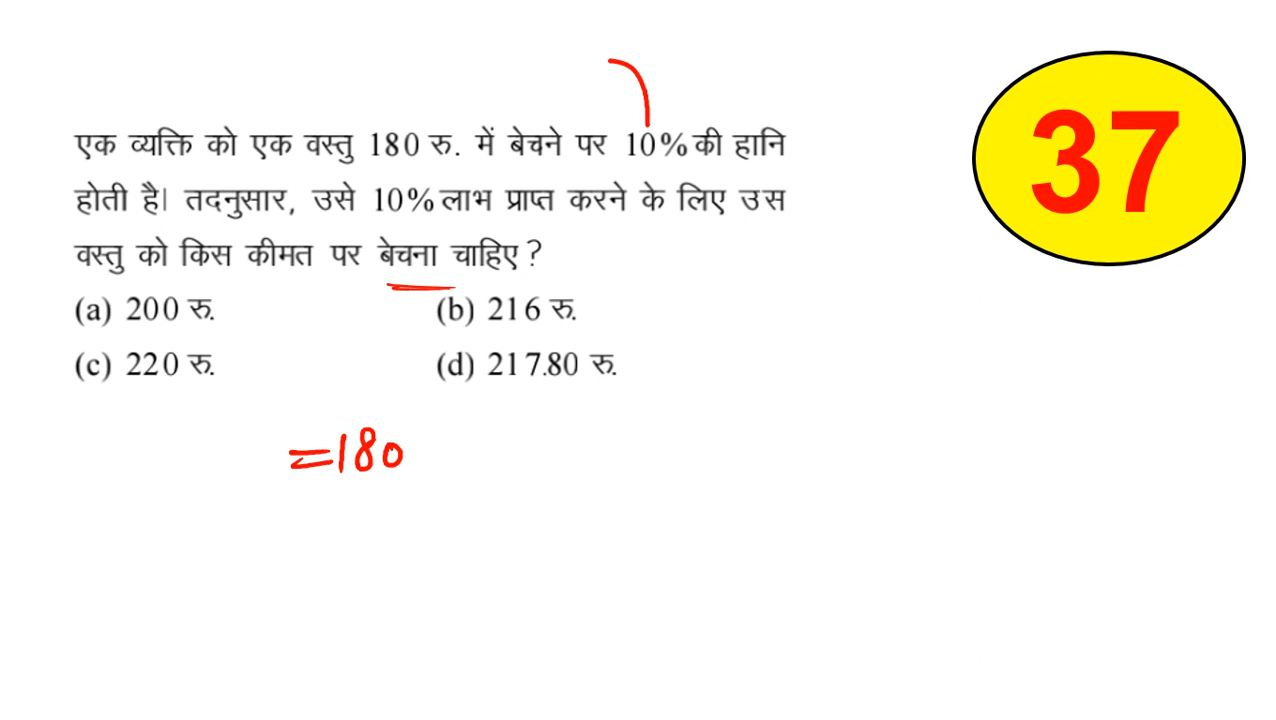 एक व्यक्ति को एक वस्तु 180 रु. में बेचने पर 10% की हानि
होती है। तदनुसार, उसे 10% लाभ प्राप्त करने के लिए उस
वस्तु को किस कीमत पर बेचना चाहिए ?
(a) 200 रु. (b) 216 रु.
(c) 220 रु. (d) 217.80 रु.
=180
37